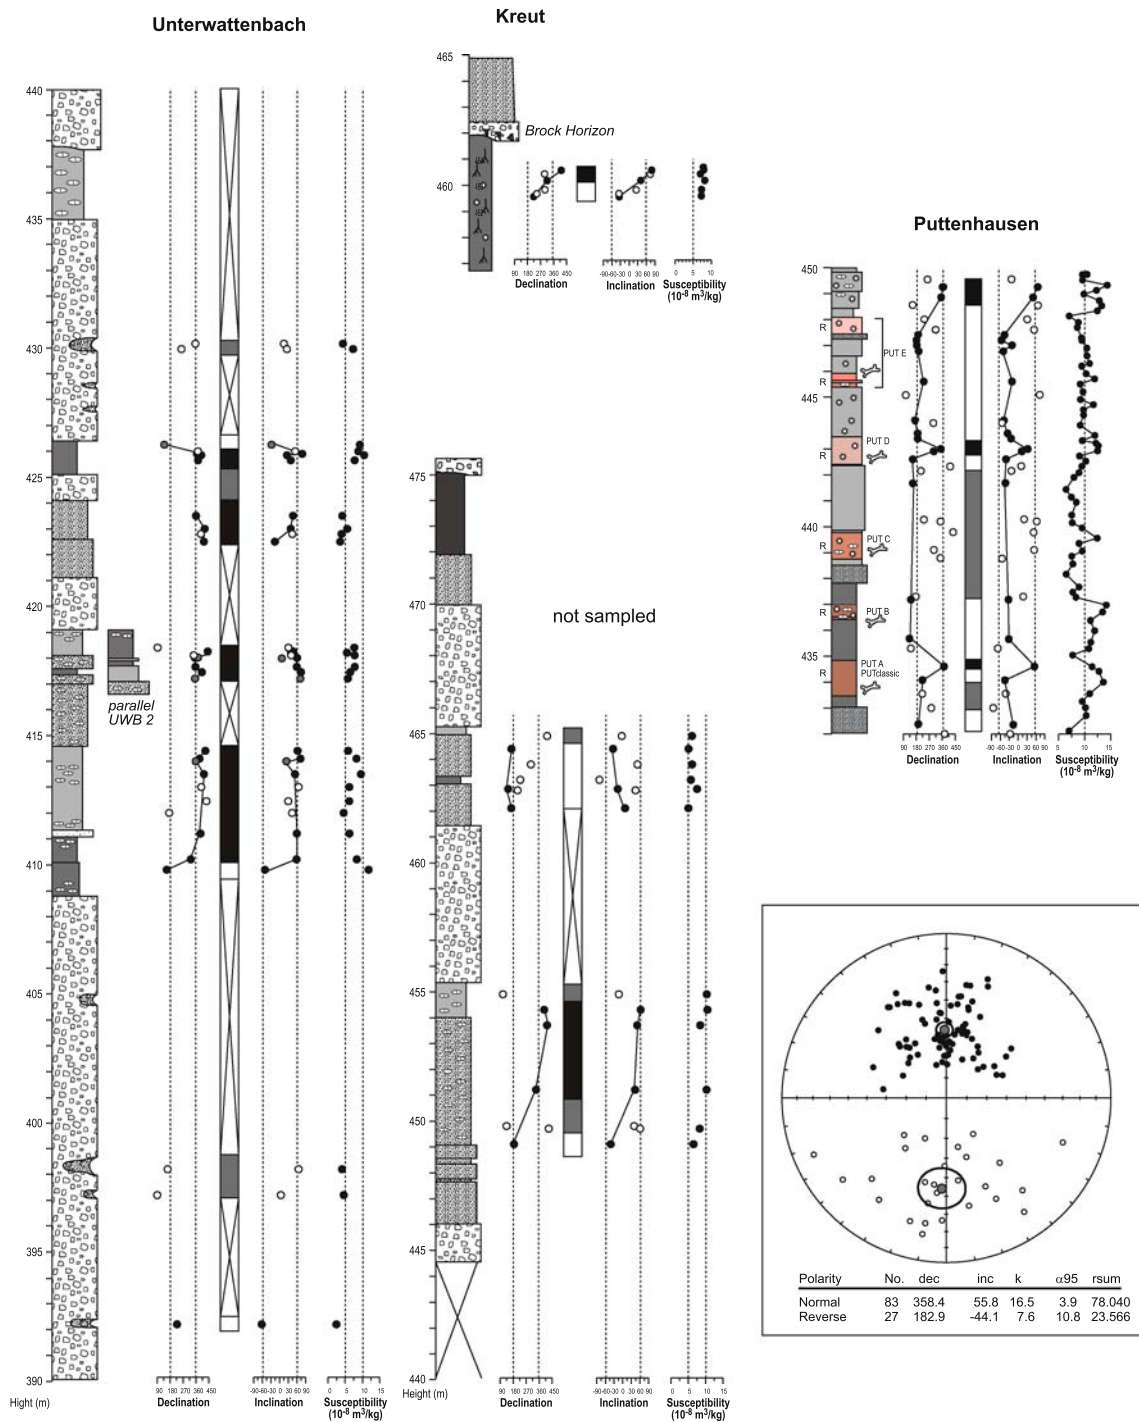 Unterwattenbach
440
435
430
425
420
415
410
405
400
395
390
Hight (m)
parallel
UWB 2
90 180 270 360 450
Declination
-90-60-30 0 30 60 90
Inclination
0 5 10 15
Susceptibility
(10-8 m3/kg)
Kreut
465
460
Brock Horizon
90 180 270 360 450
Declination
-90-60-30 0 30 60 90
Inclination
0 5 10
Susceptibility
(10-8 m3/kg)
475
470
465
460
455
450
445
440
Height (m)
not sampled
90 180 270 360 450
Declination
-90-60-30 0 30 60 90
Inclination
0 5 10 15
Susceptibility
(10-8 m3/kg)
Puttenhausen
450
445
440
435
R
PUT E
R
R
PUT D
R
PUT C
R
PUT B
R
PUT A
PUTclassic
90 180 270 360 450
Declination
-90-60-30 0 30 60 90
Inclination
5 10 15
Susceptibility
(10-8 m3/kg)
Polarity No. dec inc k α95 rsum
Normal 83 358.4 55.8 16.5 3.9 78.040
Reverse 27 182.9 -44.1 7.6 10.8 23.566